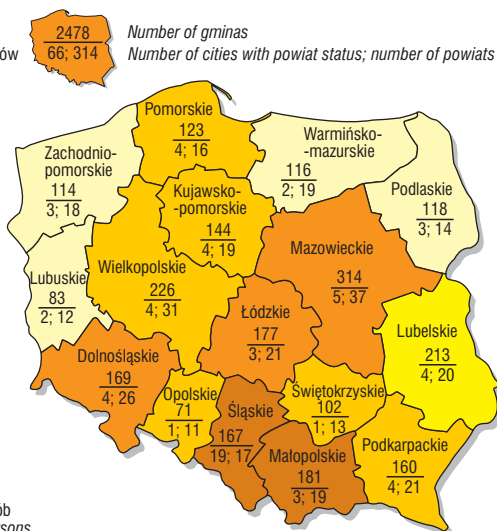 2478
66; 314
Number of gminas
ów
Number of cities with powiat status; number of powiats
Pomorskie
123
4; 16
Warmińsko-
-mazurskie
116
2; 19
Zachodnio-
pomorskie
114
3; 18
Podlaskie
118
3; 14
Kujawsko-
-pomorskie
144
4; 19
Mazowieckie
314
5; 37
Lubuskie
83
2; 12
Wielkopolskie
226
4; 31
Łódzkie
177
3; 21
Lubelskie
213
4; 20
Dolnośląskie
169
4; 26
Opolskie
71
1; 11
Śląskie
167
19; 17
Świętokrzyskie
102
1; 13
Małopolskie
181
3; 19
Podkarpackie
160
4; 21
ób
rsons